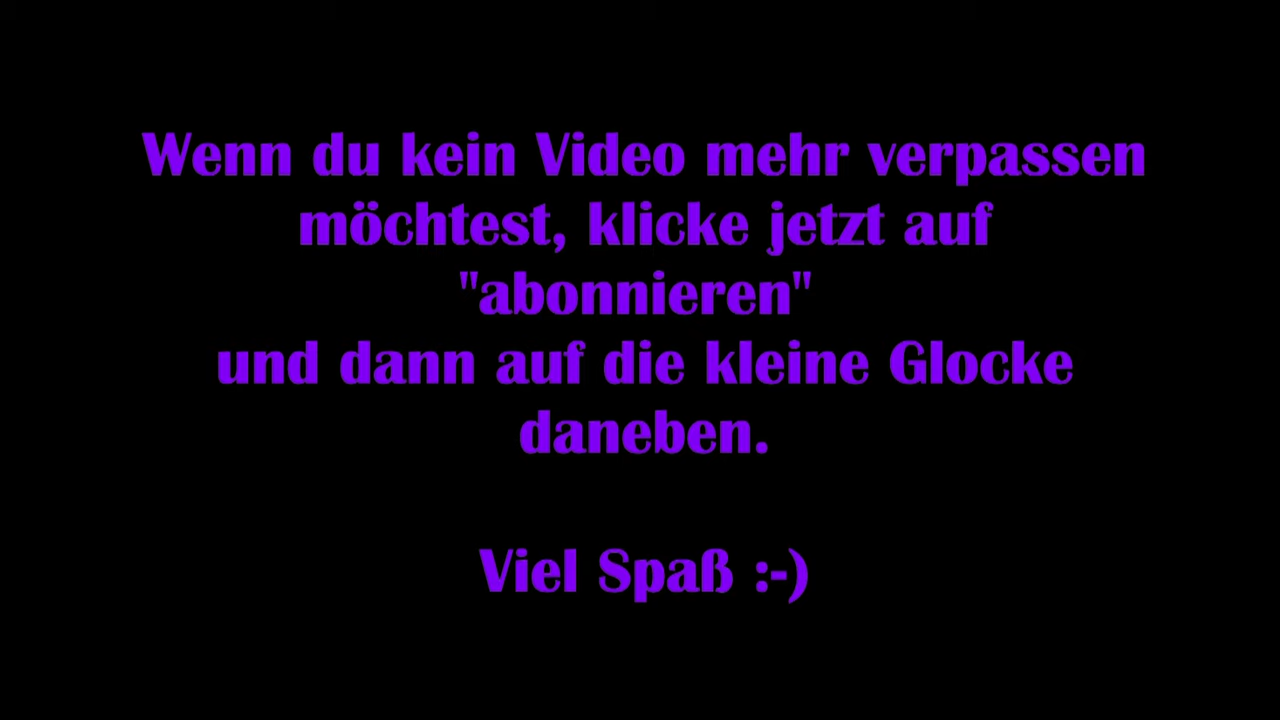 Wenn du kein Video mehr verpassen
möchtest, klicke jetzt auf
"abonnieren"
und dann auf die kleine Glocke
daneben.
Viel Spaß :-)